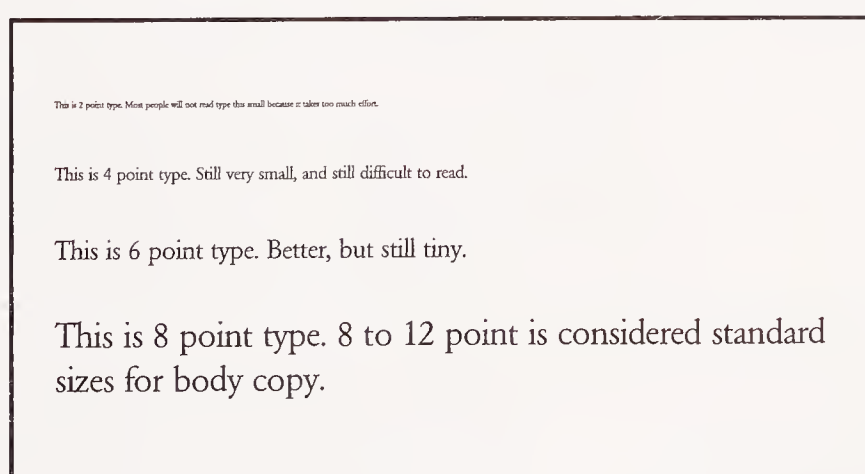 This is 2 point type. Most people will not read type this small because it takes too much effort.
This is 4 point type. Still very small, and still difficult to read.
This is 6 point type. Better, but still tiny.
This is 8 point type. 8 to 12 point is considered standard
sizes for body copy.